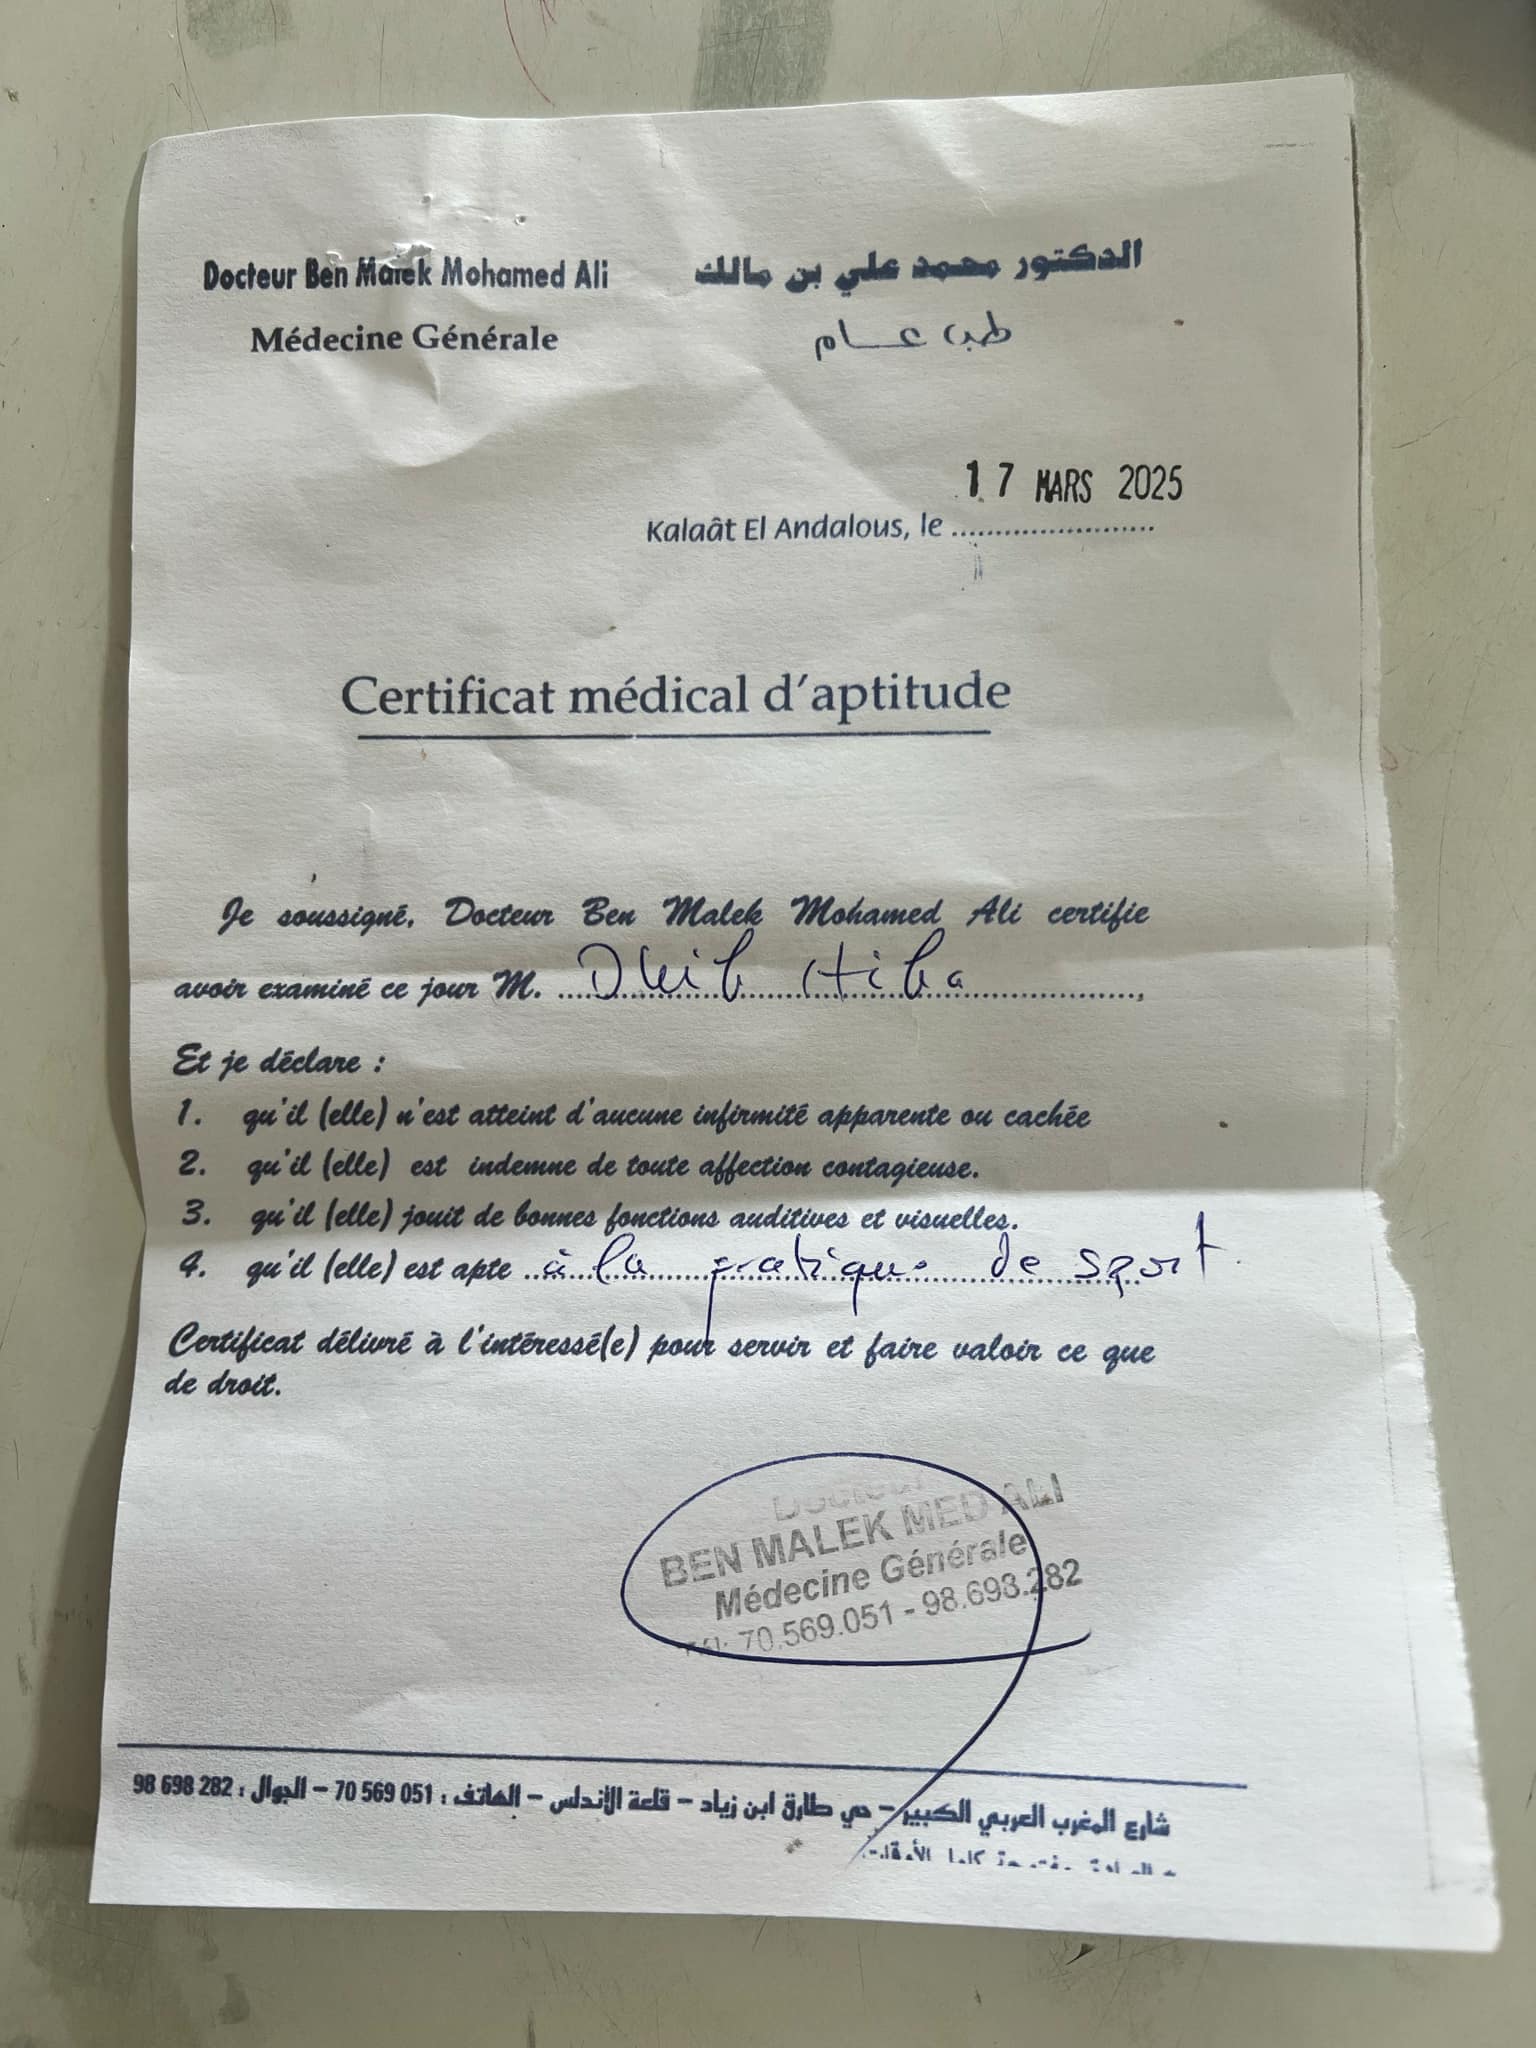 Docteur Ben Malek Mohamed Ali
Médecine Générale
الدكتور محمد علي بن مالك
طب عـــام
17 MARS 2025
Kalaât El Andalous, le ........................
Certificat médical d'aptitude
Je soussigné, Docteur Ben Malek Mohamed Ali certifie
avoir examiné ce jour M. Dkib Hiba,
Et je déclare :
1. qu'il (elle) n'est atteint d'aucune infirmité apparente ou cachée
2. qu'il (elle) est indemne de toute affection contagieuse.
3. qu'il (elle) jouit de bonnes fonctions auditives et visuelles.
4. qu'il (elle) est apte à la pratique de sport.
Certificat délivré à l'intéressé(e) pour servir et faire valoir ce que
de droit.
Docteur
BEN MALEK MED ALI
Médecine Générale
Tél: 70.569.051 - 98.698.282
شارع المغرب العربي الكبير – حي طارق ابن زياد – قلعة الأندلس – الهاتف : 051 569 70 – الجوال : 282 698 98